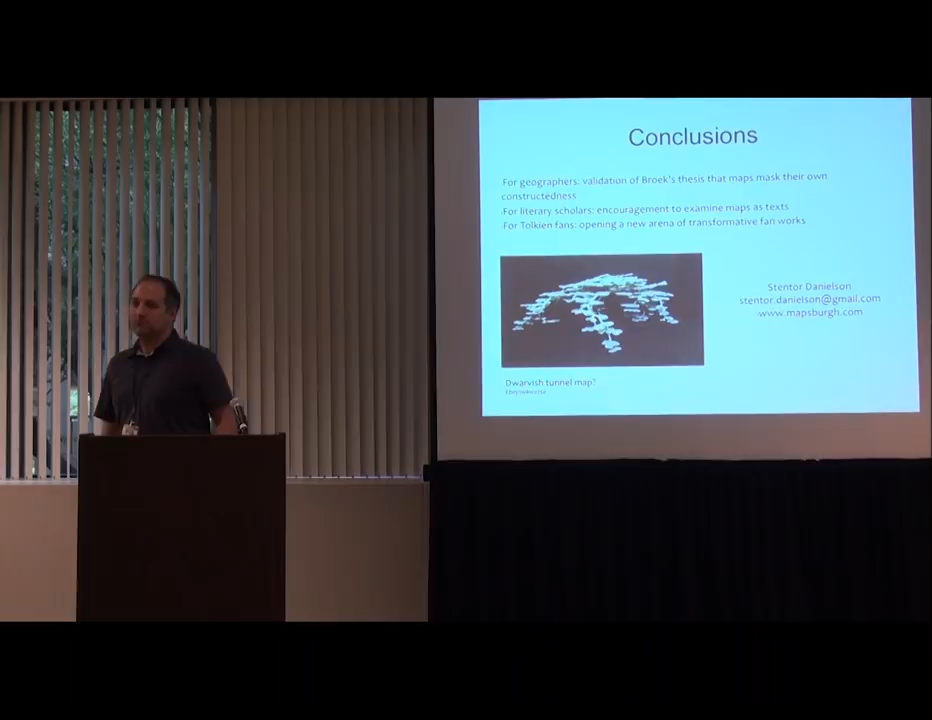 Conclusions
·For geographers: validation of Broek's thesis that maps mask their own
constructedness
·For literary scholars: encouragement to examine maps as texts
·For Tolkien fans: opening a new arena of transformative fan works
Stentor Danielson
stentor.danielson@gmail.com
www.mapsburgh.com
Dwarvish tunnel map?